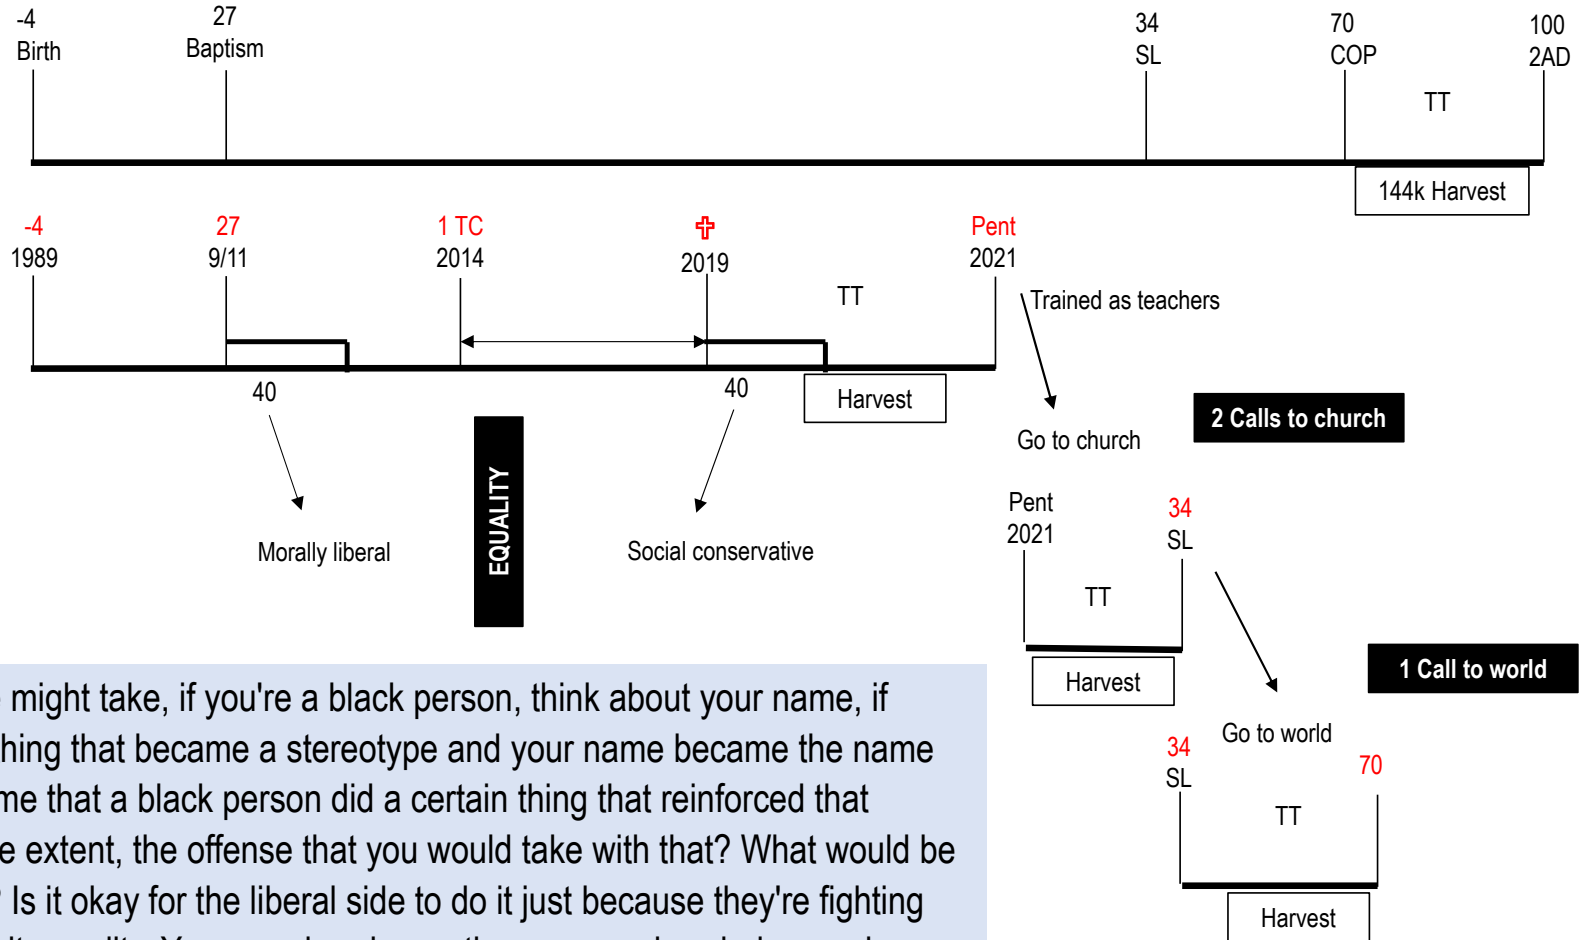 -4
Birth
27
Baptism
34
SL
70
COP
100
2AD
TT
144k Harvest
-4
1989
27
9/11
1 TC
2014
2019
Pent
2021
TT
40
40
Harvest
Trained as teachers
Go to church
2 Calls to church
Morally liberal
EQUALITY
Social conservative
Pent
2021
34
SL
TT
Harvest
1 Call to world
Go to world
34
SL
70
TT
Harvest
might take, if you're a black person, think about your name, if
hing that became a stereotype and your name became the name
me that a black person did a certain thing that reinforced that
e extent, the offense that you would take with that? What would be
? Is it okay for the liberal side to do it just because they're fighting